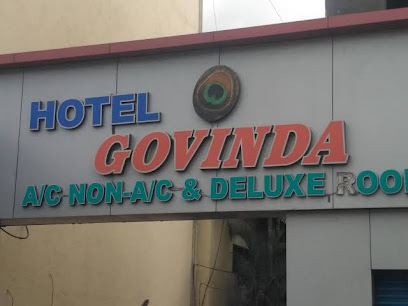 HOTEL
GOVINDA
A/C NON-A/C & DELUXE ROO